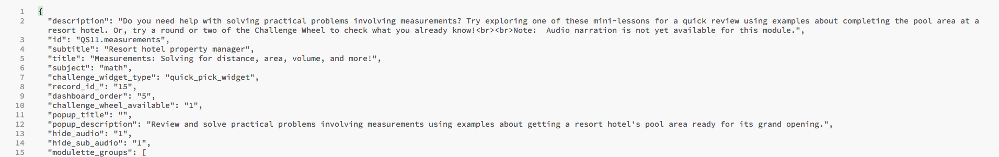 1 {
2 "description": "Do you need help with solving practical problems involving measurements? Try exploring one of these mini-lessons for a quick review using examples about completing the pool area at a
resort hotel. Or, try a round or two of the Challenge Wheel to check what you already know!<br><br>Note:  Audio narration is not yet available for this module.",
3 "id": "QS11.measurements",
4 "subtitle": "Resort hotel property manager",
5 "title": "Measurements: Solving for distance, area, volume, and more!",
6 "subject": "math",
7 "challenge_widget_type": "quick_pick_widget",
8 "record_id_": "15",
9 "dashboard_order": "5",
10 "challenge_wheel_available": "1",
11 "popup_title": "",
12 "popup_description": "Review and solve practical problems involving measurements using examples about getting a resort hotel's pool area ready for its grand opening.",
13 "hide_audio": "1",
14 "hide_sub_audio": "1",
15 "modulette_groups": [